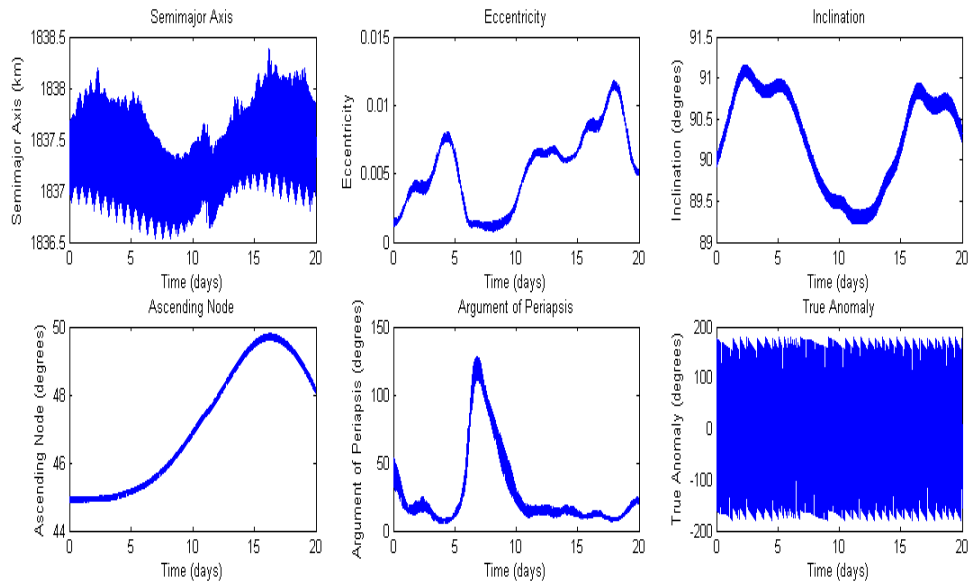 Semimajor Axis
1838.5
1838
1837.5
1837
1836.5
Semimajor Axis (km)
0 5 10 15 20
Time (days)
Eccentricity
0.015
0.01
0.005
0
Eccentricity
0 5 10 15 20
Time (days)
Inclination
91.5
91
90.5
90
89.5
89
Inclination (degrees)
0 5 10 15 20
Time (days)
Ascending Node
50
48
46
44
Ascending Node (degrees)
0 5 10 15 20
Time (days)
Argument of Periapsis
150
100
50
0
Argument of Periapsis (degrees)
0 5 10 15 20
Time (days)
True Anomaly
200
100
0
-100
-200
True Anomaly (degrees)
0 5 10 15 20
Time (days)